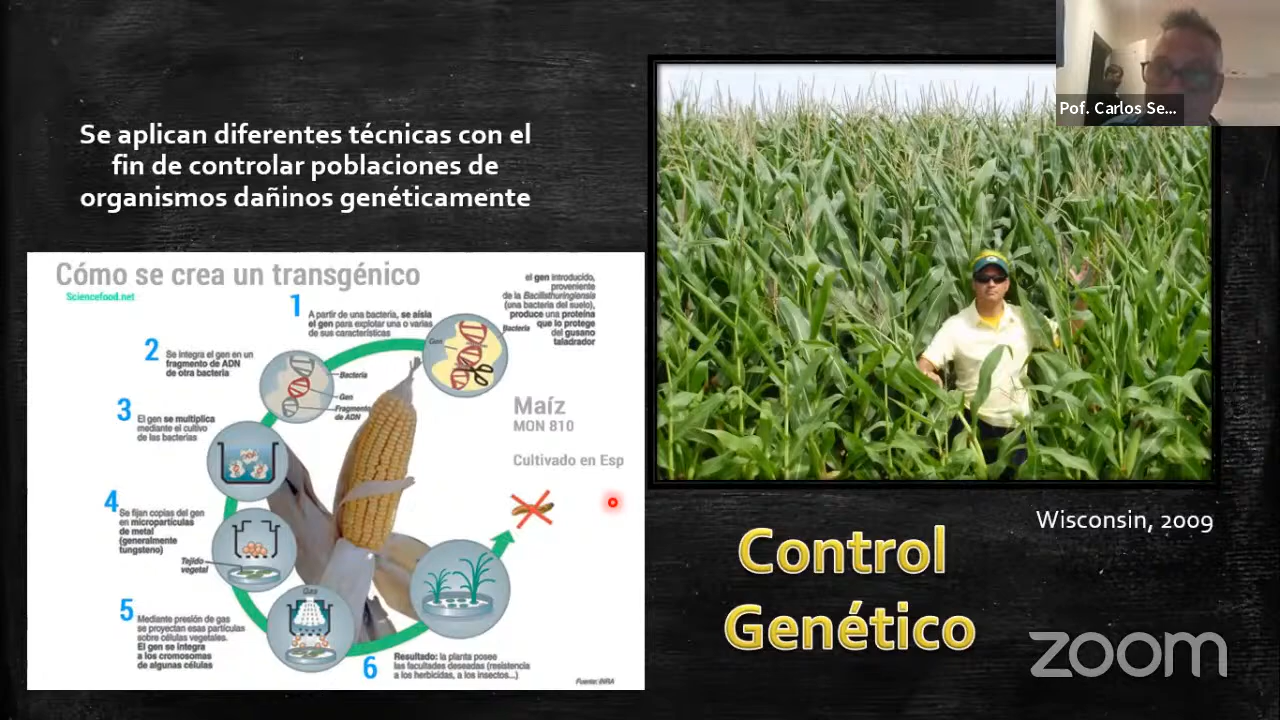 Pof. Carlos Se...
Se aplican diferentes técnicas con el
fin de controlar poblaciones de
organismos dañinos genéticamente
Cómo se crea un transgénico
Sciencefood.net
1
A partir de una bacteria, se aísla
el gen para explotar una o varias
de sus características
el gen introducido,
proveniente
de la Bacillsthuringiensis
(una bacteria del suelo),
produce una proteína
que lo protege
del gusano
taladrador
Gen
Bacteria
2
Se integra el gen en un
fragmento de ADN
de otra bacteria
Bacteria
Gen
Fragmento
de ADN
3
El gen se multiplica
mediante el cultivo
de las bacterias
Maíz
MON 810
Cultivado en Esp
4
Se fijan copias del gen
en micropartículas
de metal
(generalmente
tungsteno)
Tejido
vegetal
5
Mediante presión de gas
se proyectan esas partículas
sobre células vegetales.
El gen se integra
a los cromosomas
de algunas células
6
Resultado: la planta posee
las facultades deseadas (resistencia
a los herbicidas, a los insectos...)
Fuente: INRA
Wisconsin, 2009
Control
Genético
zoom